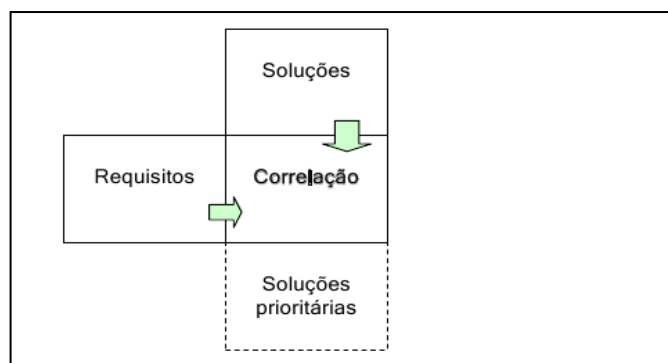 Soluções
Requisitos
Correlação
Soluções
prioritárias